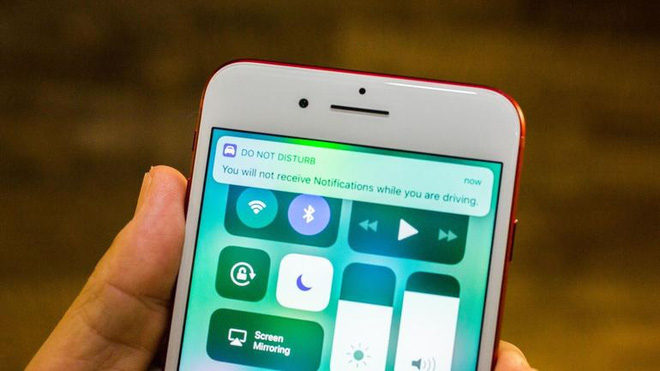 DO NOT DISTURB now
You will not receive Notifications while you are driving.
Screen
Mirroring